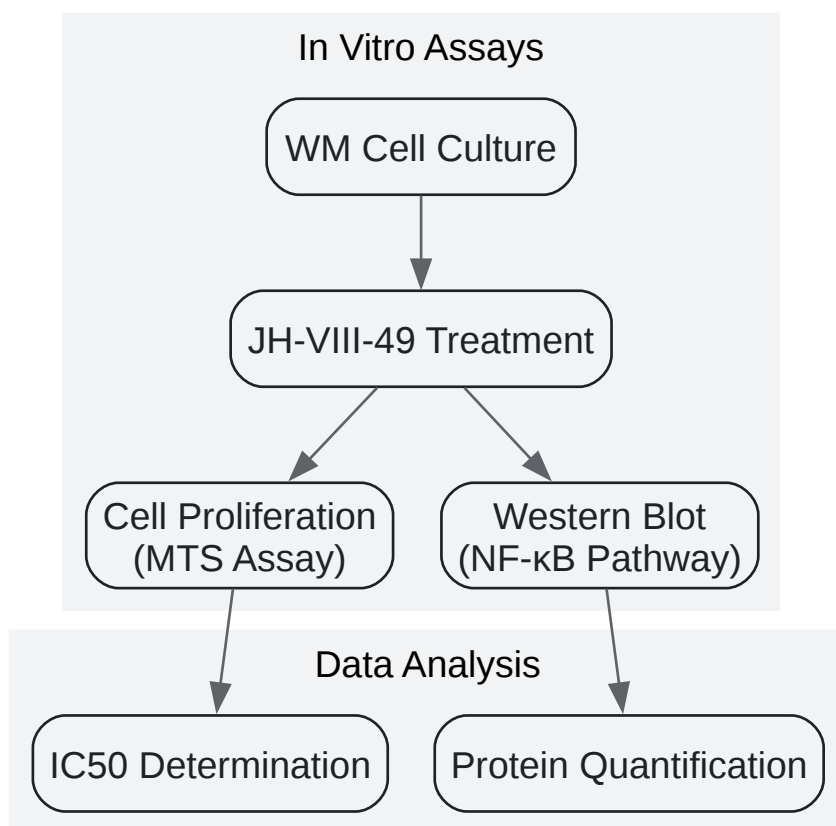 In Vitro Assays
WM Cell Culture
JH-VIII-49 Treatment
Cell Proliferation
(MTS Assay)
Western Blot
(NF-κB Pathway)
Data Analysis
IC50 Determination
Protein Quantification